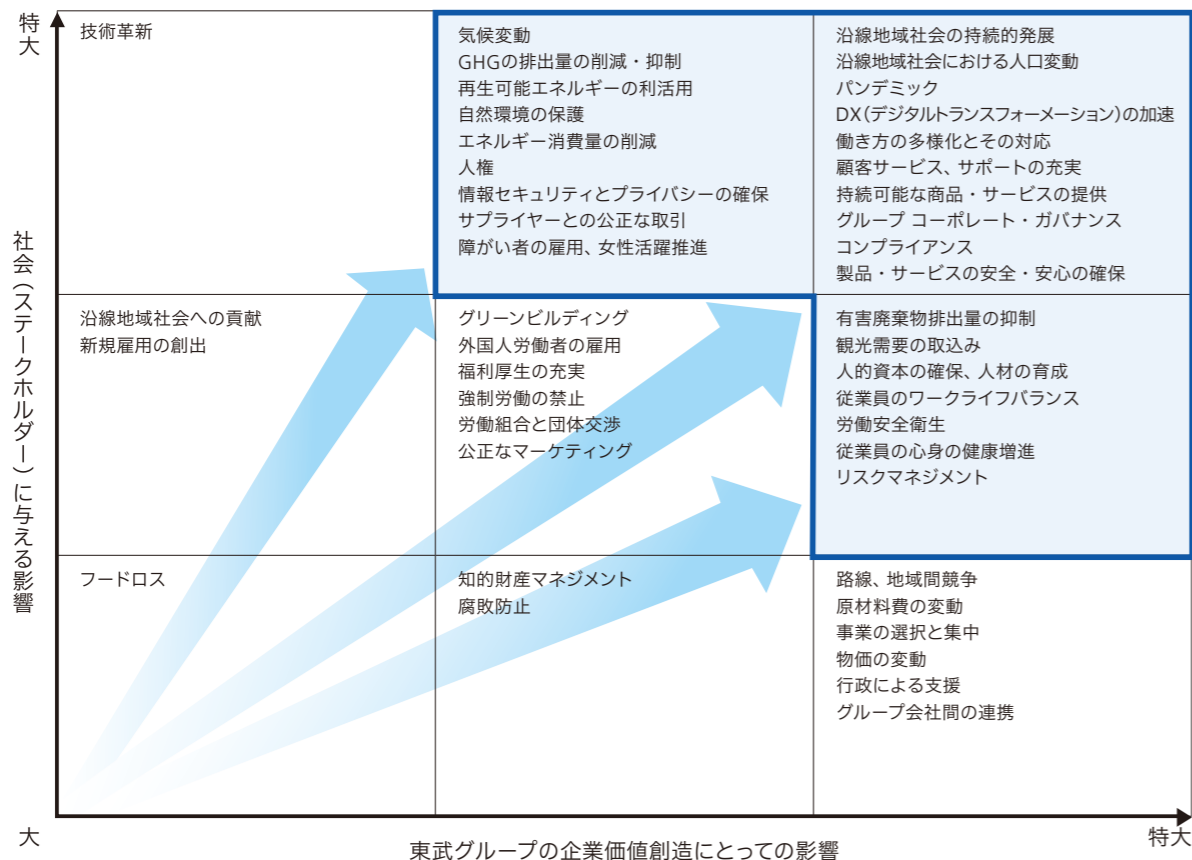 特大
技術革新
気候変動
GHGの排出量の削減・抑制
再生可能エネルギーの利活用
自然環境の保護
エネルギー消費量の削減
人権
情報セキュリティとプライバシーの確保
サプライヤーとの公正な取引
障がい者の雇用、女性活躍推進
沿線地域社会の持続的発展
沿線地域社会における人口変動
パンデミック
DX(デジタルトランスフォーメーション)の加速
働き方の多様化とその対応
顧客サービス、サポートの充実
持続可能な商品・サービスの提供
グループ コーポレート・ガバナンス
コンプライアンス
製品・サービスの安全・安心の確保
社会(ステークホルダー)に与える影響
沿線地域社会への貢献
新規雇用の創出
グリーンビルディング
外国人労働者の雇用
福利厚生の充実
強制労働の禁止
労働組合と団体交渉
公正なマーケティング
有害廃棄物排出量の抑制
観光需要の取込み
人的資本の確保、人材の育成
従業員のワークライフバランス
労働安全衛生
従業員の心身の健康増進
リスクマネジメント
フードロス
知的財産マネジメント
腐敗防止
路線、地域間競争
原材料費の変動
事業の選択と集中
物価の変動
行政による支援
グループ会社間の連携
大
東武グループの企業価値創造にとっての影響
特大